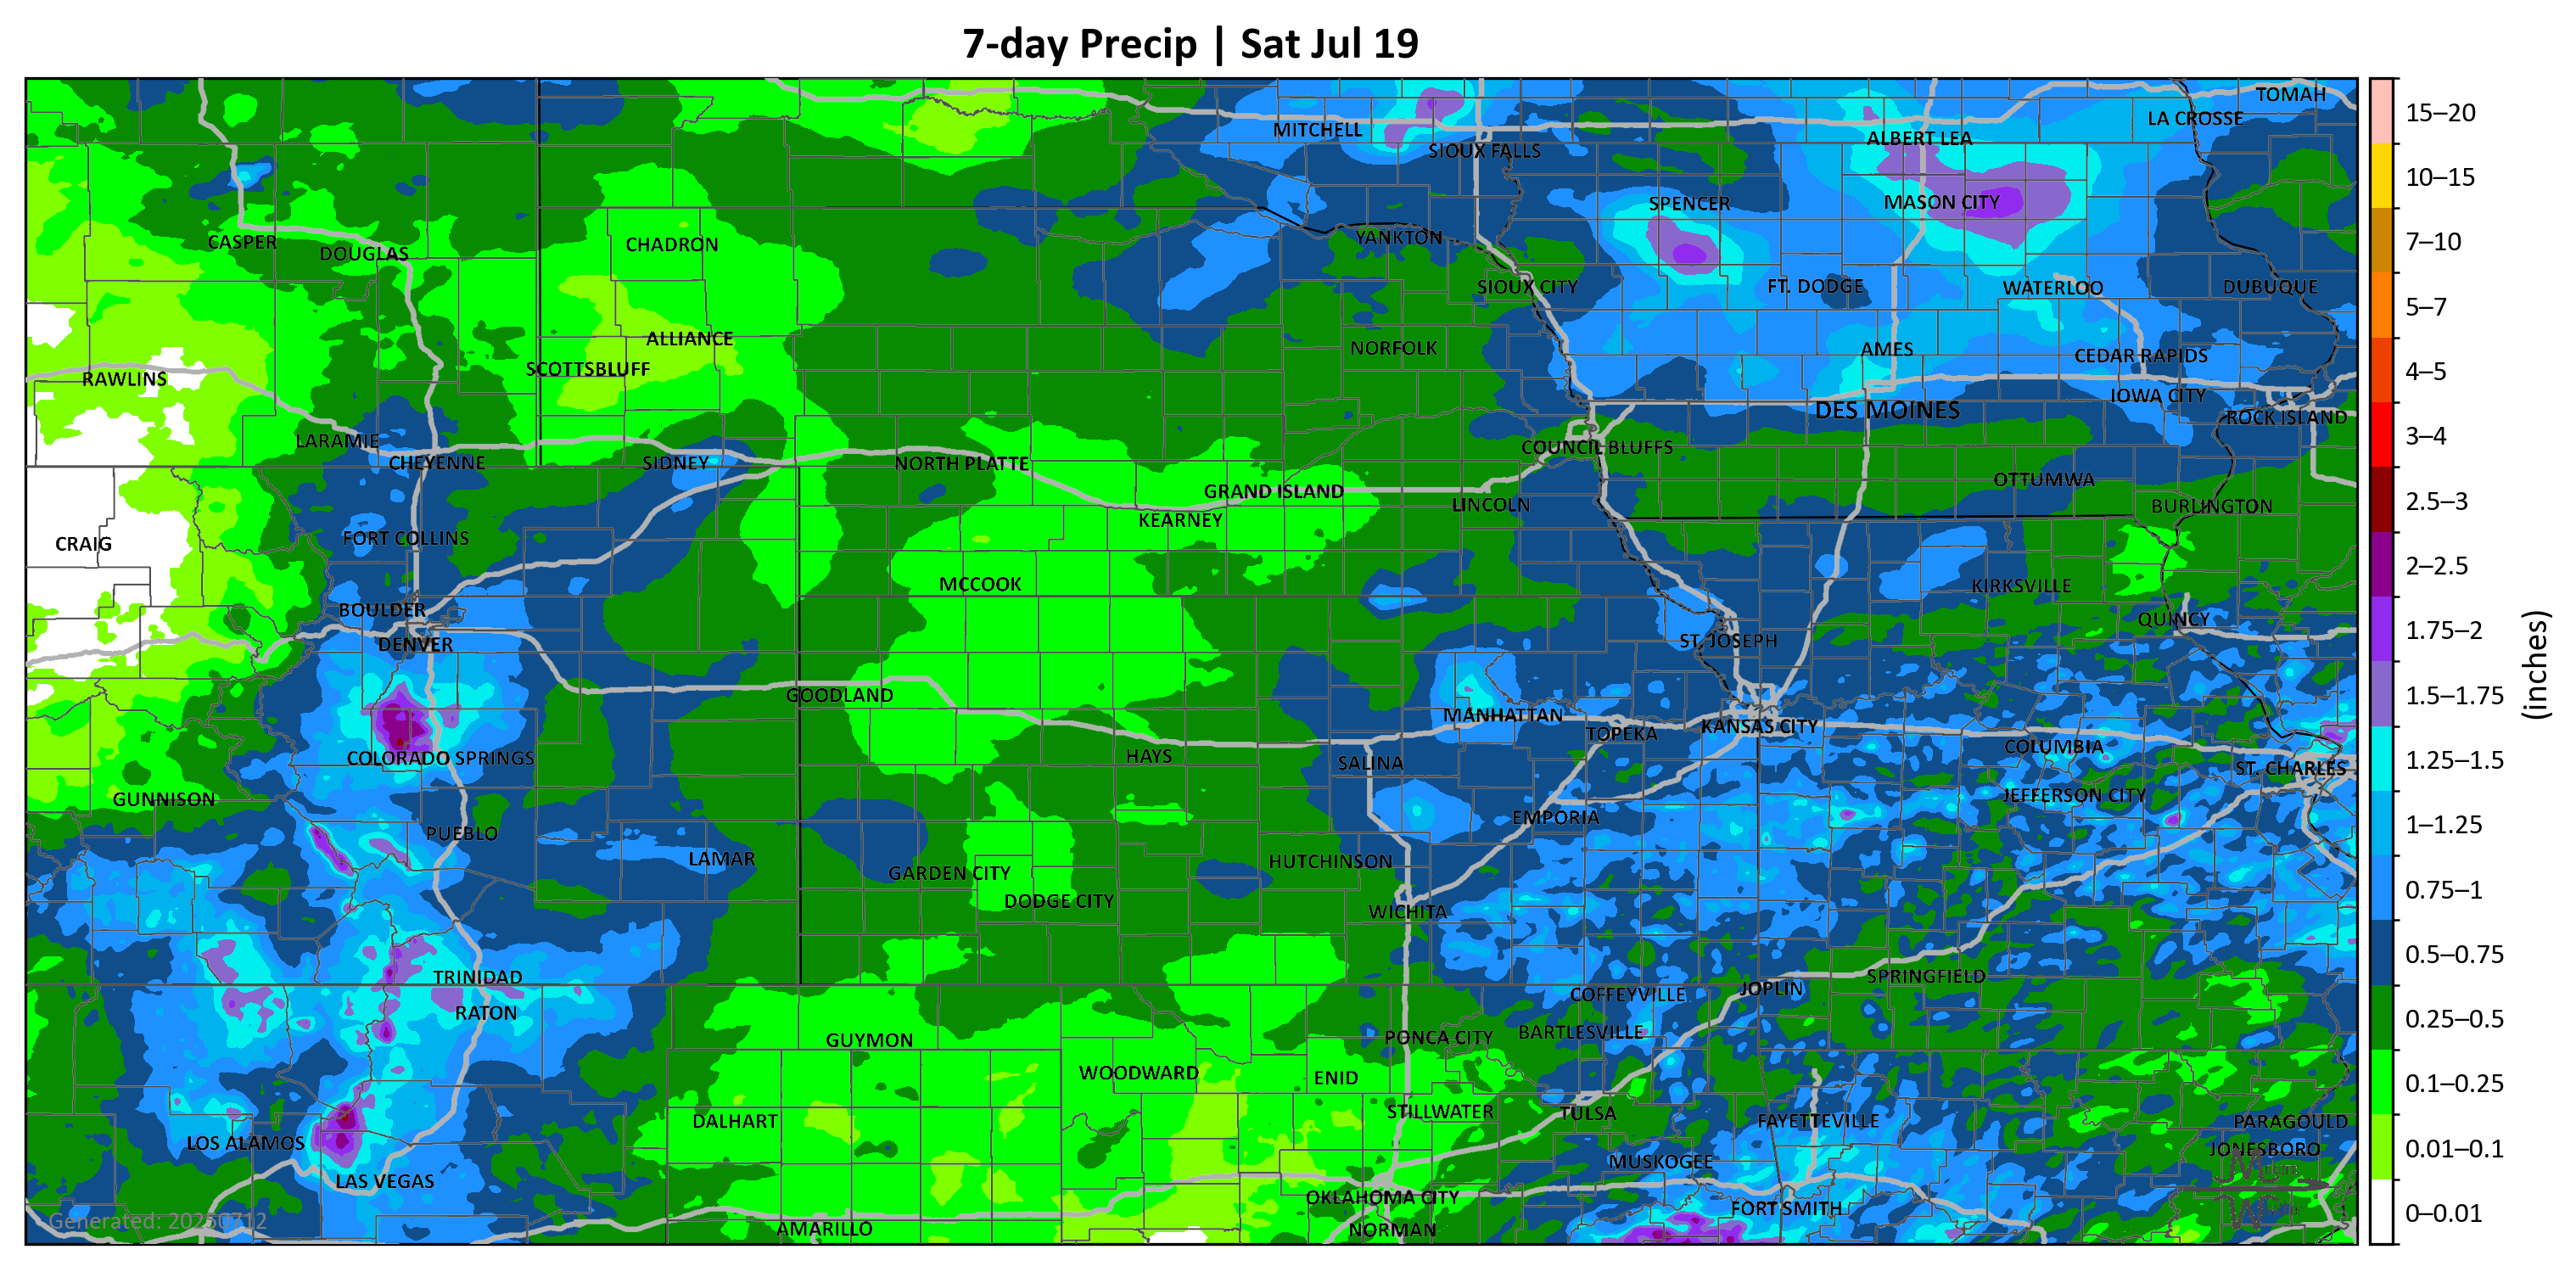 7-day Precip | Sat Jul 19
TOMAH
LA CROSSE
MITCHELL
ALBERT LEA
SIOUX FALLS
SPENCER
MASON CITY
YANKTON
CASPER
CHADRON
DOUGLAS
SIOUX CITY
FT. DODGE
WATERLOO
DUBUQUE
ALLIANCE
NORFOLK
AMES
CEDAR RAPIDS
SCOTTSBLUFF
RAWLINS
IOWA CITY
DES MOINES
ROCK ISLAND
LARAMIE
COUNCIL BLUFFS
CHEYENNE
SIDNEY
NORTH PLATTE
OTTUMWA
GRAND ISLAND
LINCOLN
BURLINGTON
KEARNEY
FORT COLLINS
CRAIG
MCCOOK
KIRKSVILLE
BOULDER
QUINCY
DENVER
ST. JOSEPH
GOODLAND
MANHATTAN
KANSAS CITY
TOPEKA
COLUMBIA
COLORADO SPRINGS
HAYS
SALINA
ST. CHARLES
GUNNISON
JEFFERSON CITY
EMPORIA
PUEBLO
LAMAR
HUTCHINSON
GARDEN CITY
DODGE CITY
WICHITA
TRINIDAD
SPRINGFIELD
JOPLIN
COFFEYVILLE
RATON
BARTLESVILLE
PONCA CITY
GUYMON
WOODWARD
ENID
STILLWATER
TULSA
DALHART
FAYETTEVILLE
PARAGOULD
LOS ALAMOS
JONESBORO
MUSKOGEE
LAS VEGAS
OKLAHOMA CITY
FORT SMITH
AMARILLO
NORMAN
Generated: 20250712
15–20
10–15
7–10
5–7
4–5
3–4
2.5–3
2–2.5
1.75–2
1.5–1.75
1.25–1.5
1–1.25
0.75–1
0.5–0.75
0.25–0.5
0.1–0.25
0.01–0.1
0–0.01
(inches)